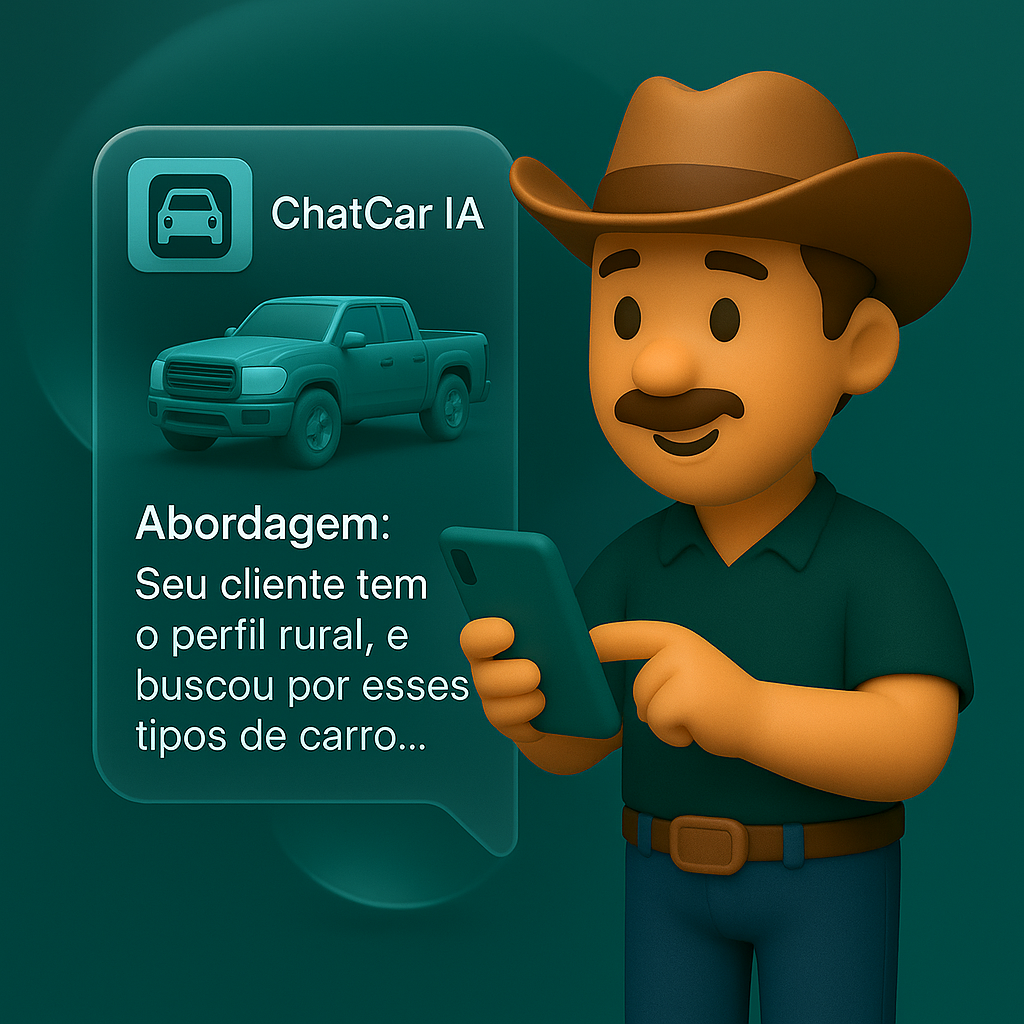 ChatCar IA
Abordagem:
Seu cliente tem
o perfil rural, e
buscou por esses
tipos de carro...